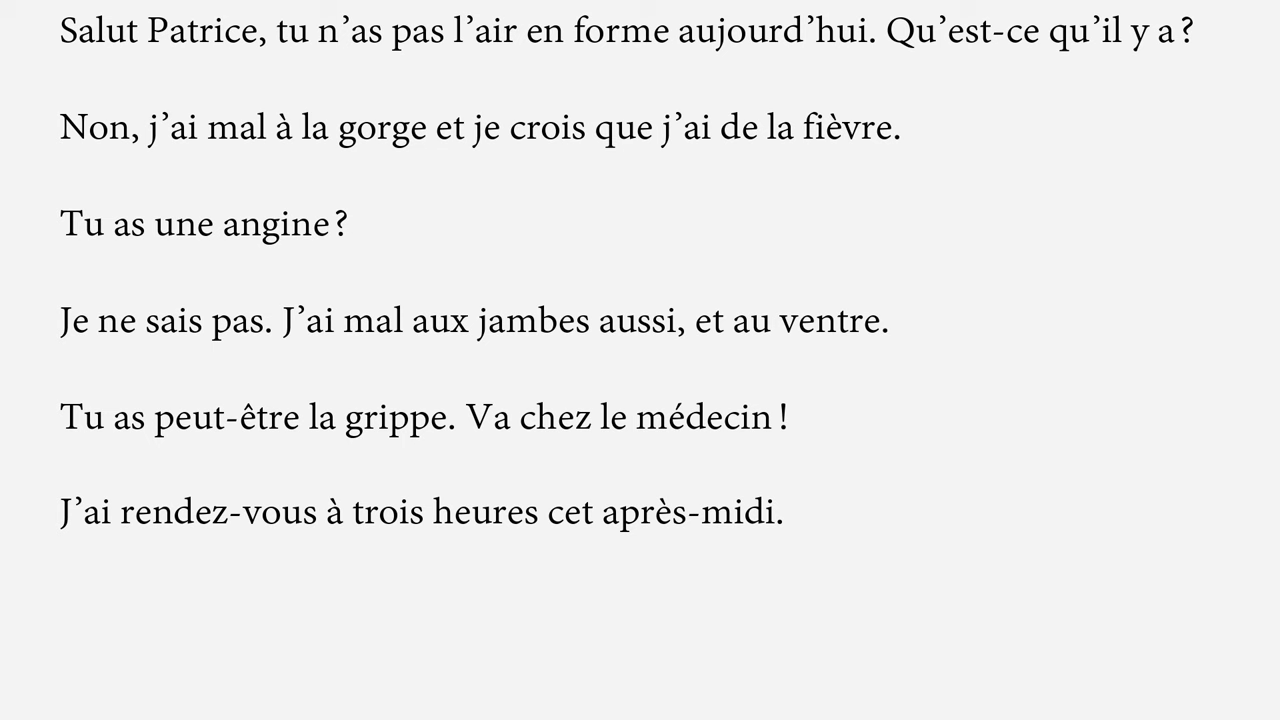 Salut Patrice, tu n’as pas l’air en forme aujourd’hui. Qu’est-ce qu’il y a ?
Non, j’ai mal à la gorge et je crois que j’ai de la fièvre.
Tu as une angine ?
Je ne sais pas. J’ai mal aux jambes aussi, et au ventre.
Tu as peut-être la grippe. Va chez le médecin !
J’ai rendez-vous à trois heures cet après-midi.